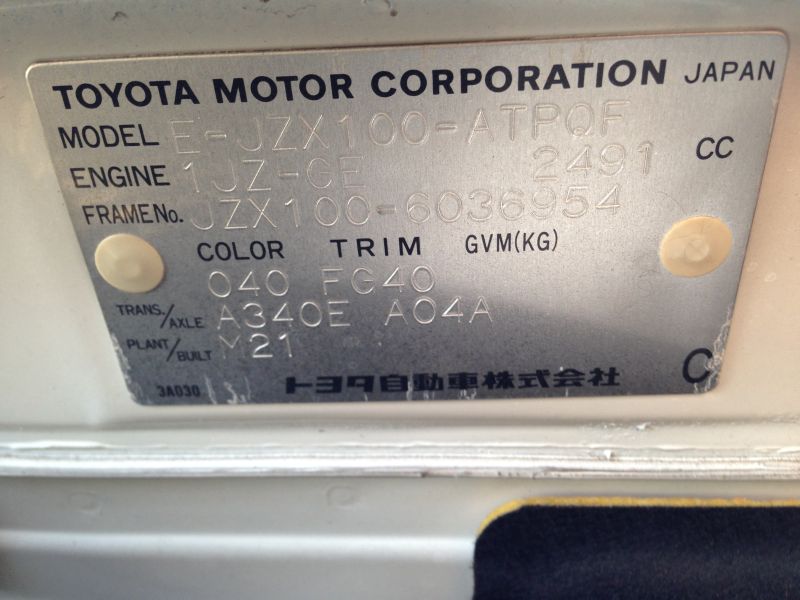 TOYOTA MOTOR CORPORATION JAPAN
MODEL E-JZX100-ATPQF
ENGINE 1JZ-GE 2491 CC
FRAME No. JZX100-6036954
COLOR TRIM GVM(KG)
040 FG40
TRANS./AXLE A340E A04A
PLANT/BUILT M21
3A030 トヨタ自動車株式会社 C